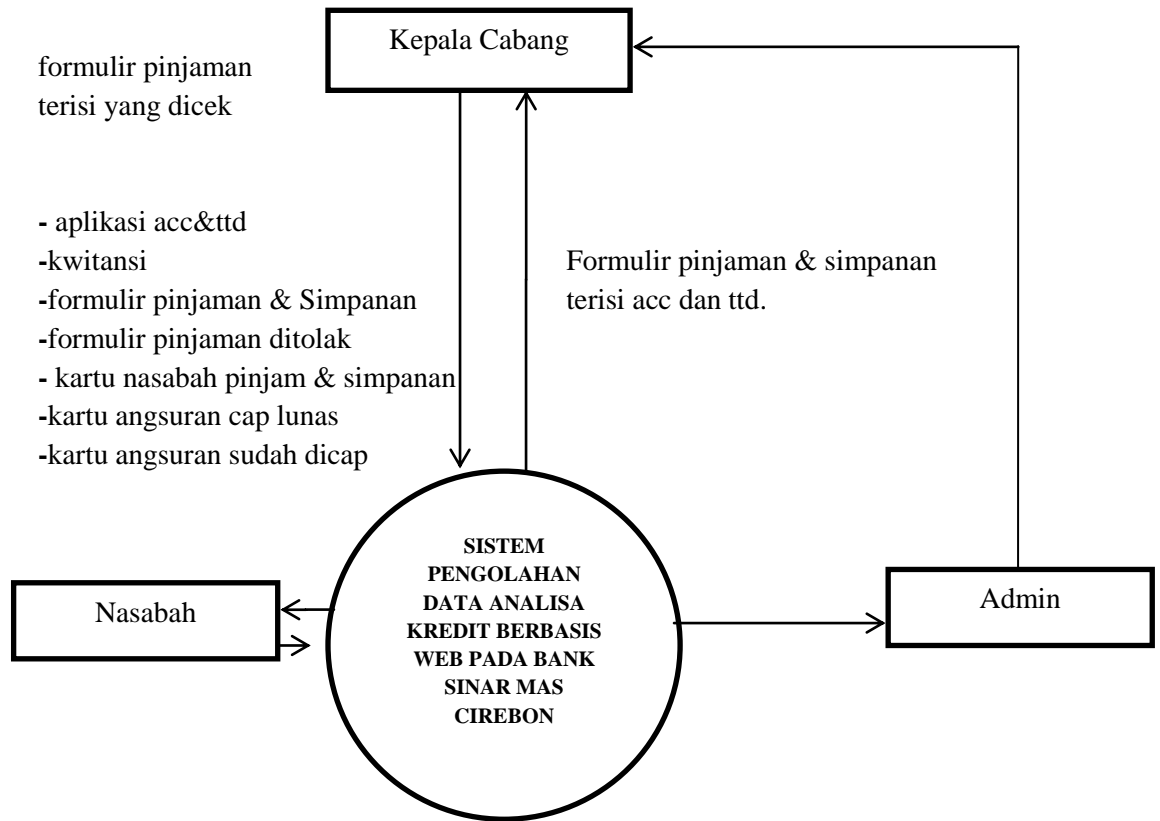 Kepala Cabang
formulir pinjaman
terisi yang dicek
- aplikasi acc&ttd
-kwitansi
-formulir pinjaman & Simpanan
-formulir pinjaman ditolak
- kartu nasabah pinjam & simpanan
-kartu angsuran cap lunas
-kartu angsuran sudah dicap
Formulir pinjaman & simpanan
terisi acc dan ttd.
SISTEM
PENGOLAHAN
DATA ANALISA
KREDIT BERBASIS
WEB PADA BANK
SINAR MAS
CIREBON
Nasabah
Admin